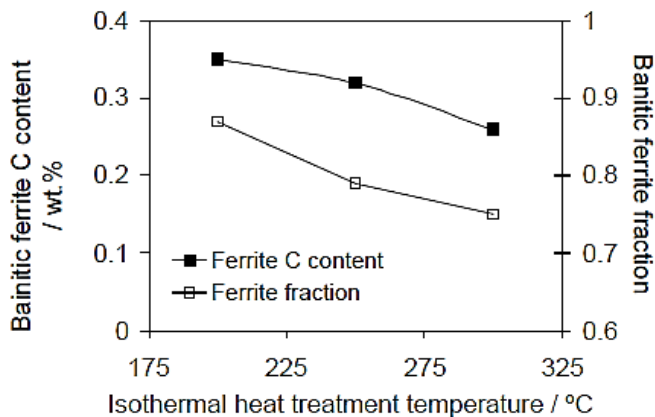 0.4
0.3
0.2
0.1
0
1
0.9
0.8
0.7
0.6
Bainitic ferrite C content
/ wt.%
Banitic ferrite
fraction
Ferrite C content
Ferrite fraction
175 225 275 325
Isothermal heat treatment temperature / ºC